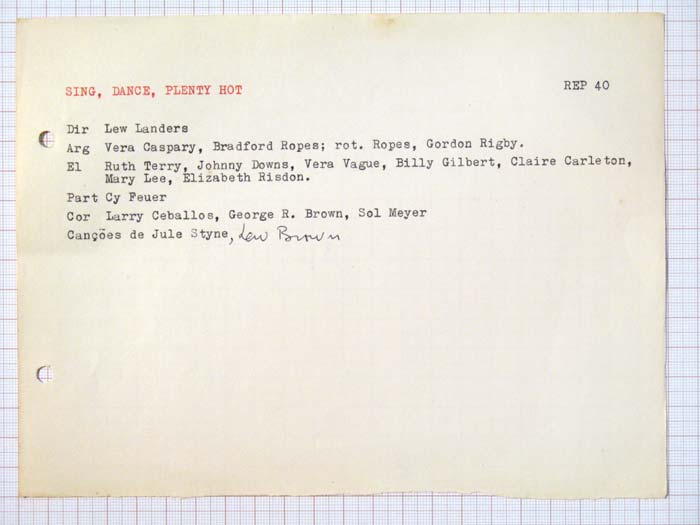 SING, DANCE, PLENTY HOT REP 40
Dir Lew Landers
Arg Vera Caspary, Bradford Ropes; rot. Ropes, Gordon Rigby.
El Ruth Terry, Johnny Downs, Vera Vague, Billy Gilbert, Claire Carleton,
Mary Lee, Elizabeth Risdon.
Part Cy Feuer
Cor Larry Ceballos, George R. Brown, Sol Meyer
Canções de Jule Styne, Lew Brown